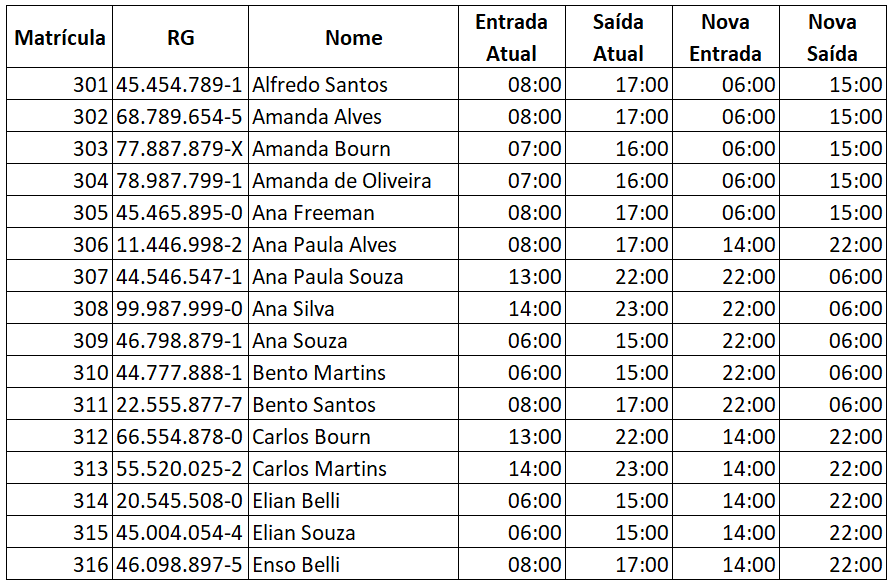 Matrícula RG Nome Entrada Atual Saída Atual Nova Entrada Nova Saída
301 45.454.789-1 Alfredo Santos 08:00 17:00 06:00 15:00
302 68.789.654-5 Amanda Alves 08:00 17:00 06:00 15:00
303 77.887.879-X Amanda Bourn 07:00 16:00 06:00 15:00
304 78.987.799-1 Amanda de Oliveira 07:00 16:00 06:00 15:00
305 45.465.895-0 Ana Freeman 08:00 17:00 06:00 15:00
306 11.446.998-2 Ana Paula Alves 08:00 17:00 14:00 22:00
307 44.546.547-1 Ana Paula Souza 13:00 22:00 22:00 06:00
308 99.987.999-0 Ana Silva 14:00 23:00 22:00 06:00
309 46.798.879-1 Ana Souza 06:00 15:00 22:00 06:00
310 44.777.888-1 Bento Martins 06:00 15:00 22:00 06:00
311 22.555.877-7 Bento Santos 08:00 17:00 22:00 06:00
312 66.554.878-0 Carlos Bourn 13:00 22:00 14:00 22:00
313 55.520.025-2 Carlos Martins 14:00 23:00 14:00 22:00
314 20.545.508-0 Elian Belli 06:00 15:00 14:00 22:00
315 45.004.054-4 Elian Souza 06:00 15:00 14:00 22:00
316 46.098.897-5 Enso Belli 08:00 17:00 14:00 22:00